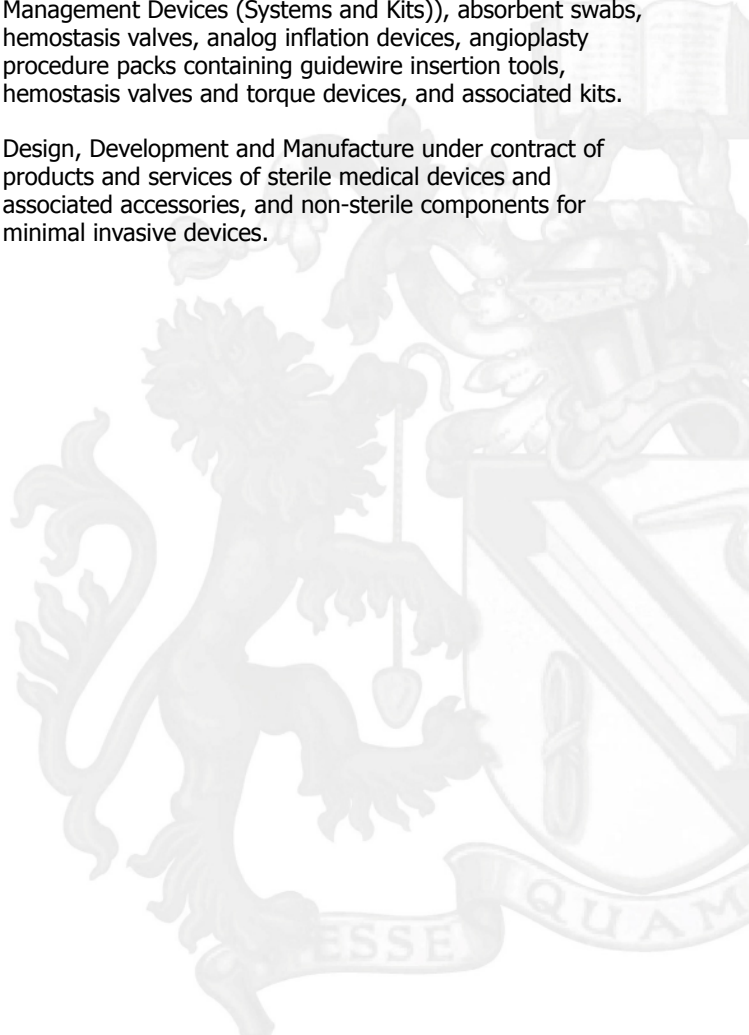 Management Devices (Systems and Kits)), absorbent swabs,
hemostasis valves, analog inflation devices, angioplasty
procedure packs containing guidewire insertion tools,
hemostasis valves and torque devices, and associated kits.
Design, Development and Manufacture under contract of
products and services of sterile medical devices and
associated accessories, and non-sterile components for
minimal invasive devices.
ESSE QUAM